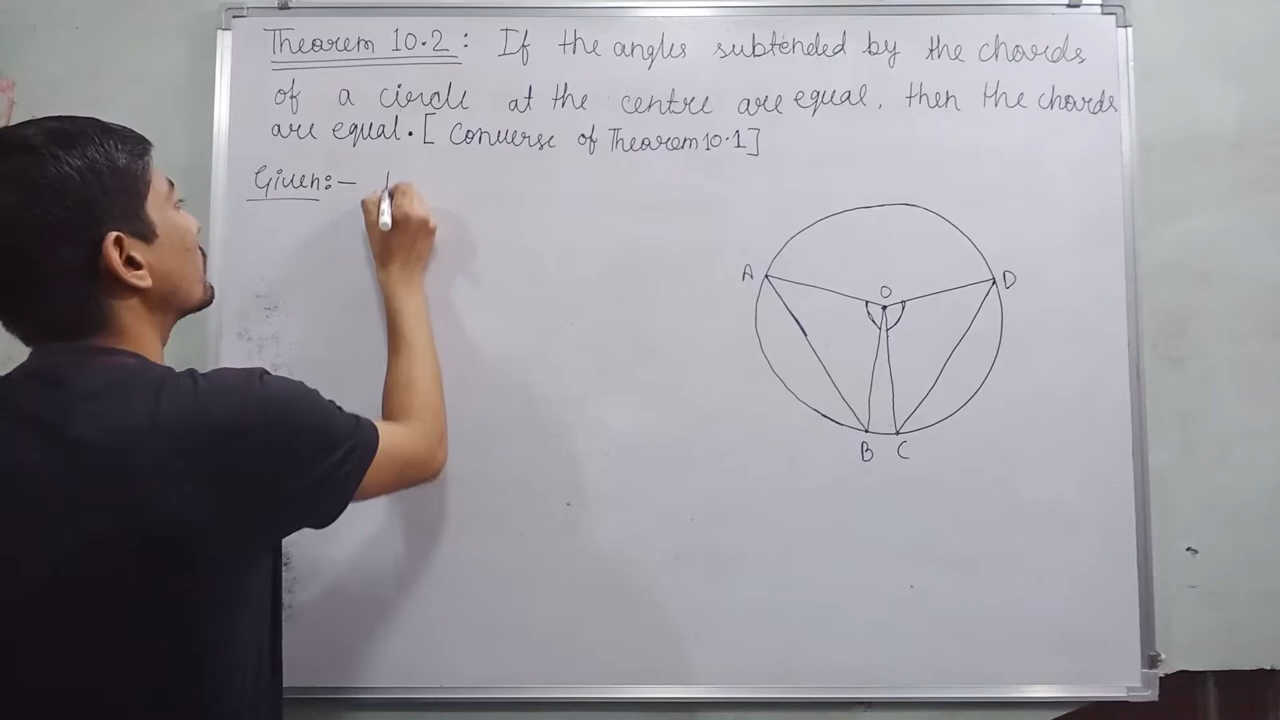 Theorem 10.2: If the angles subtended by the chords
of a circle at the centre are equal, then the chords
are equal. [Converse of Theorem 10.1]
Given:-
A
O
D
B C